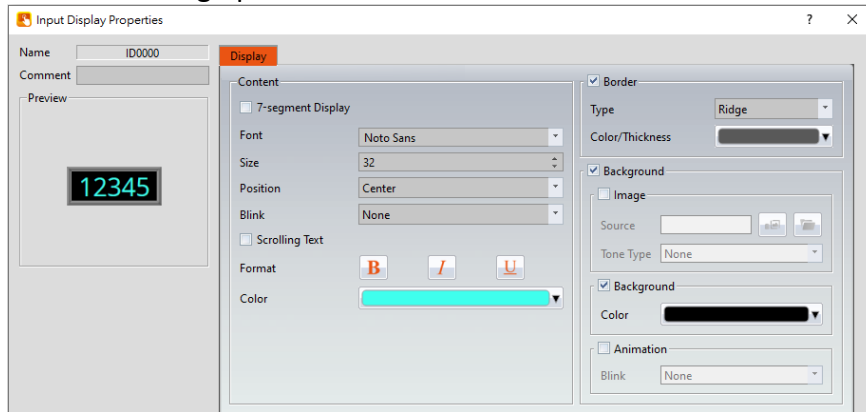 Input Display Properties
?
Name ID0000
Comment
Preview
12345
Display
Content
7-segment Display
Font Noto Sans
Size 32
Position Center
Blink None
Scrolling Text
Format B I U
Color
Border
Type Ridge
Color/Thickness
Background
Image
Source
Tone Type None
Background
Color
Animation
Blink None